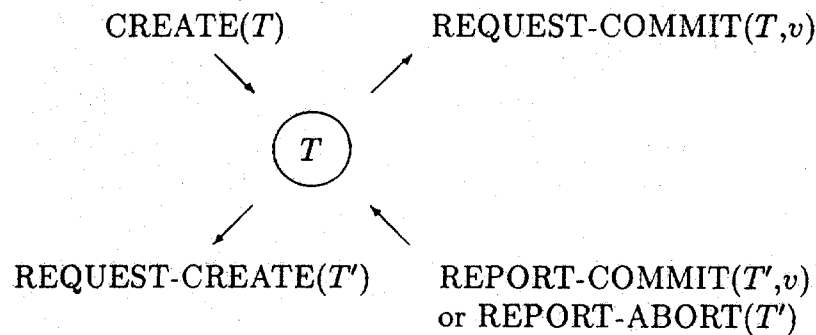 CREATE(T)
REQUEST-COMMIT(T,v)
T
REQUEST-CREATE(T′)
REPORT-COMMIT(T′,v)
or REPORT-ABORT(T′)